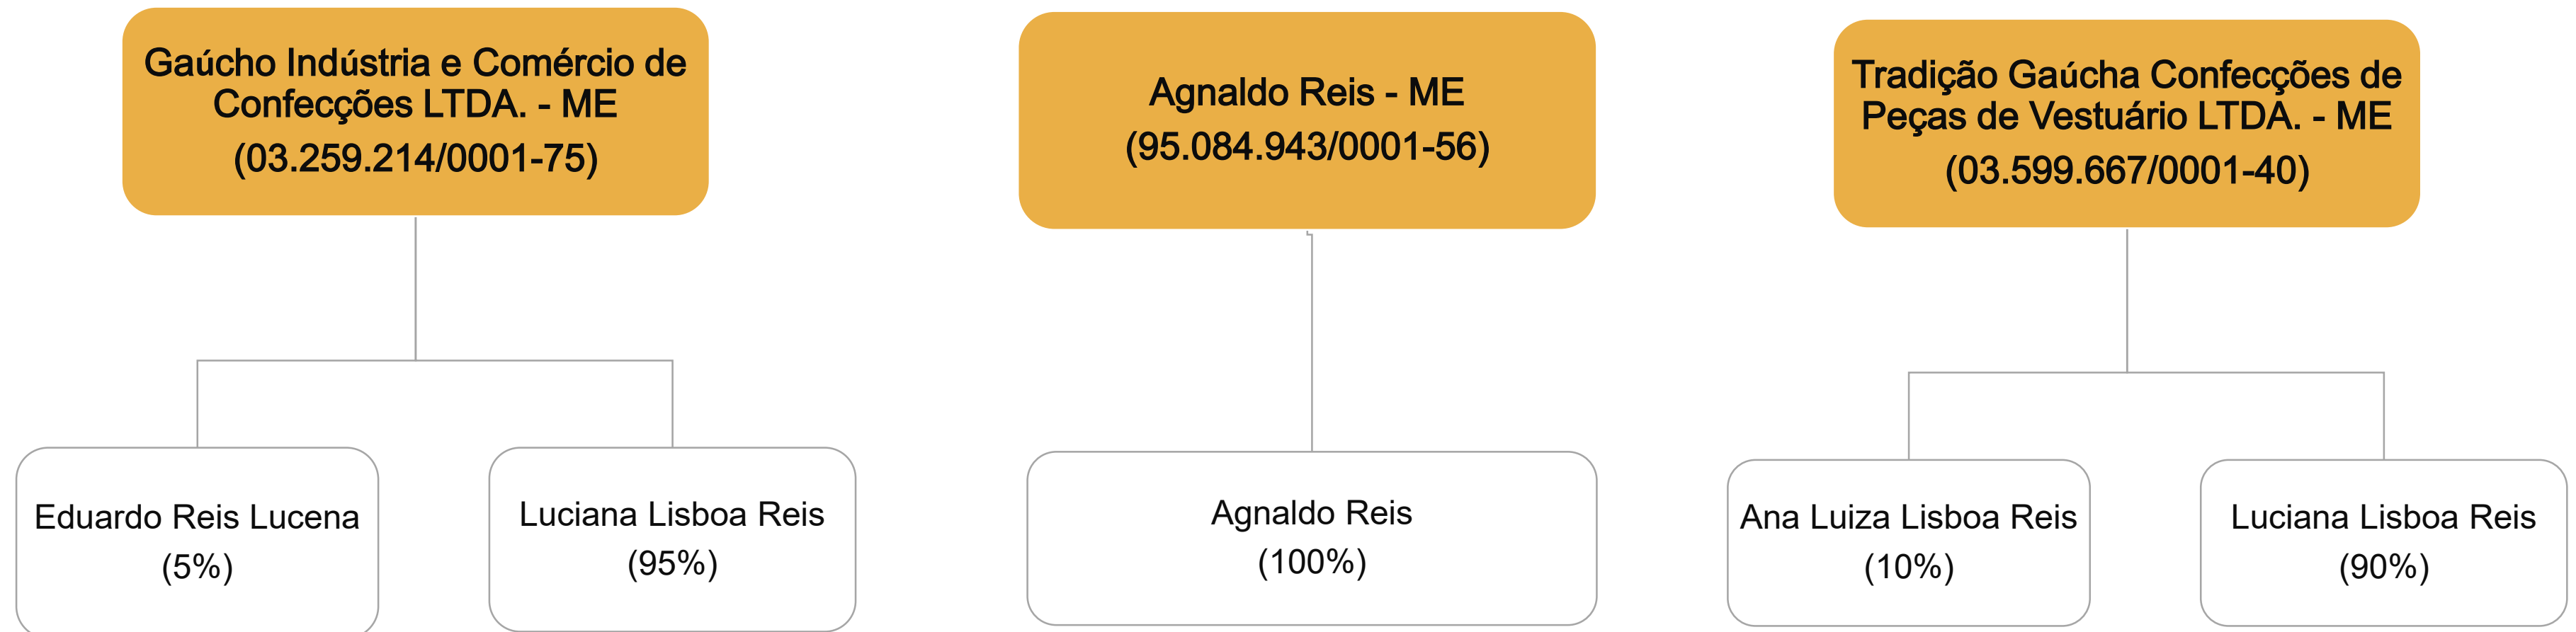 Gaúcho Indústria e Comércio de
Confecções LTDA. - ME
(03.259.214/0001-75)
Agnaldo Reis - ME
(95.084.943/0001-56)
Tradição Gaúcha Confecções de
Peças de Vestuário LTDA. - ME
(03.599.667/0001-40)
Eduardo Reis Lucena
(5%)
Luciana Lisboa Reis
(95%)
Agnaldo Reis
(100%)
Ana Luiza Lisboa Reis
(10%)
Luciana Lisboa Reis
(90%)